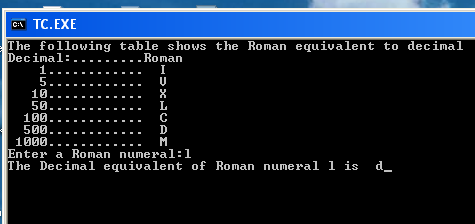 TC.EXE
The following table shows the Roman equivalent to decimal
Decimal:.........Roman
1............ I
5............ V
10............ X
50............ L
100............ C
500............ D
1000............ M
Enter a Roman numeral:l
The Decimal equivalent of Roman numeral l is  d_